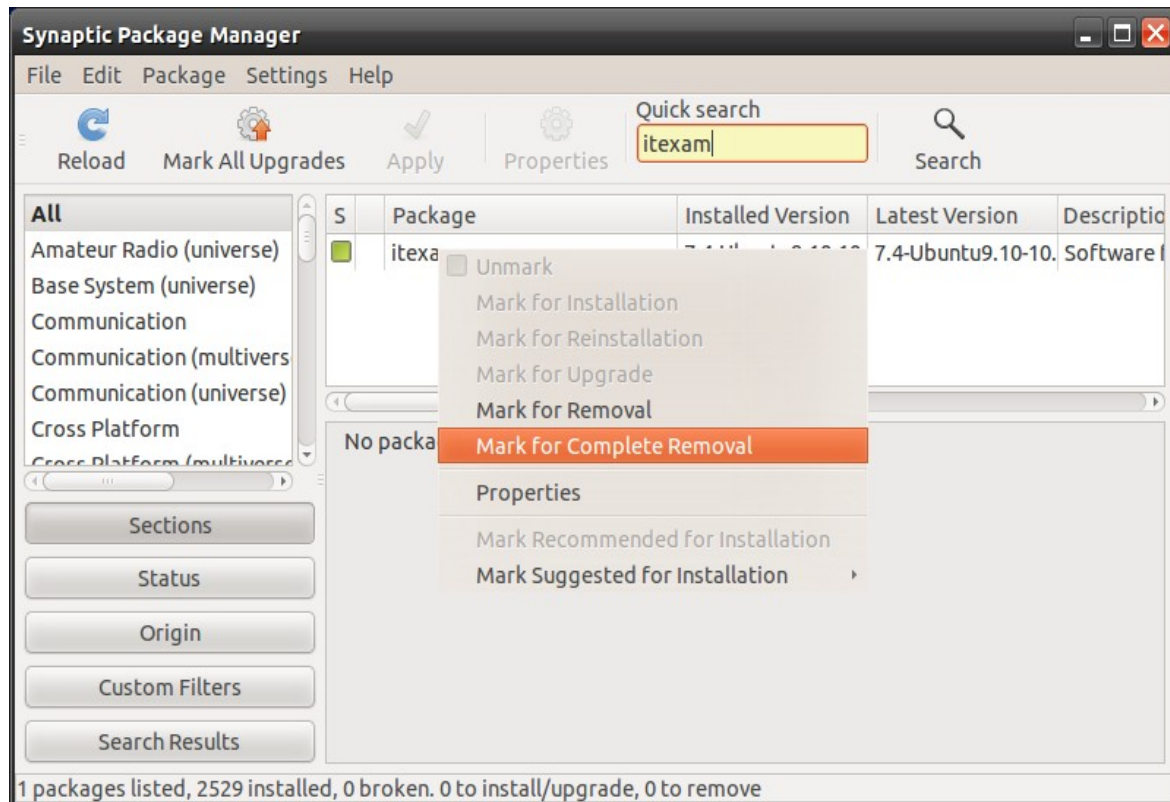 Synaptic Package Manager
File Edit Package Settings Help
Quick search
itexam
Reload Mark All Upgrades Apply Properties Search
All
Amateur Radio (universe)
Base System (universe)
Communication
Communication (multivers
Communication (universe)
Cross Platform
S Package Installed Version Latest Version Descriptio
itexa 7.4-Ubuntu9.10-10. Software f
Unmark
Mark for Installation
Mark for Reinstallation
Mark for Upgrade
Mark for Removal
Mark for Complete Removal
Properties
Mark Recommended for Installation
Mark Suggested for Installation
No packa
Sections
Status
Origin
Custom Filters
Search Results
1 packages listed, 2529 installed, 0 broken. 0 to install/upgrade, 0 to remove